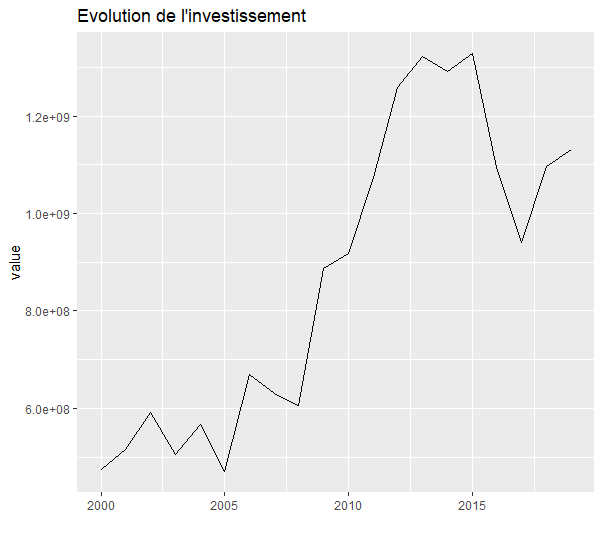 Evolution de l'investissement
1.2e+09
1.0e+09
8.0e+08
6.0e+08
value
2000 2005 2010 2015